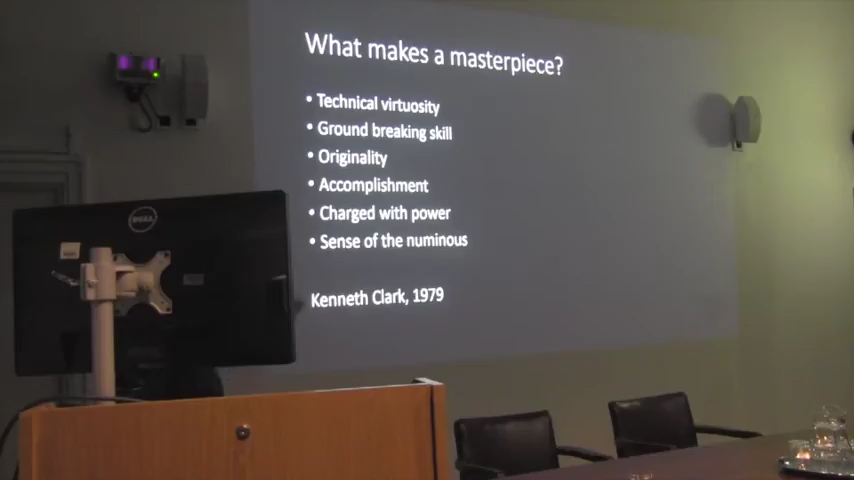 What makes a masterpiece?
• Technical virtuosity
• Ground breaking skill
• Originality
• Accomplishment
• Charged with power
• Sense of the numinous
Kenneth Clark, 1979
DELL